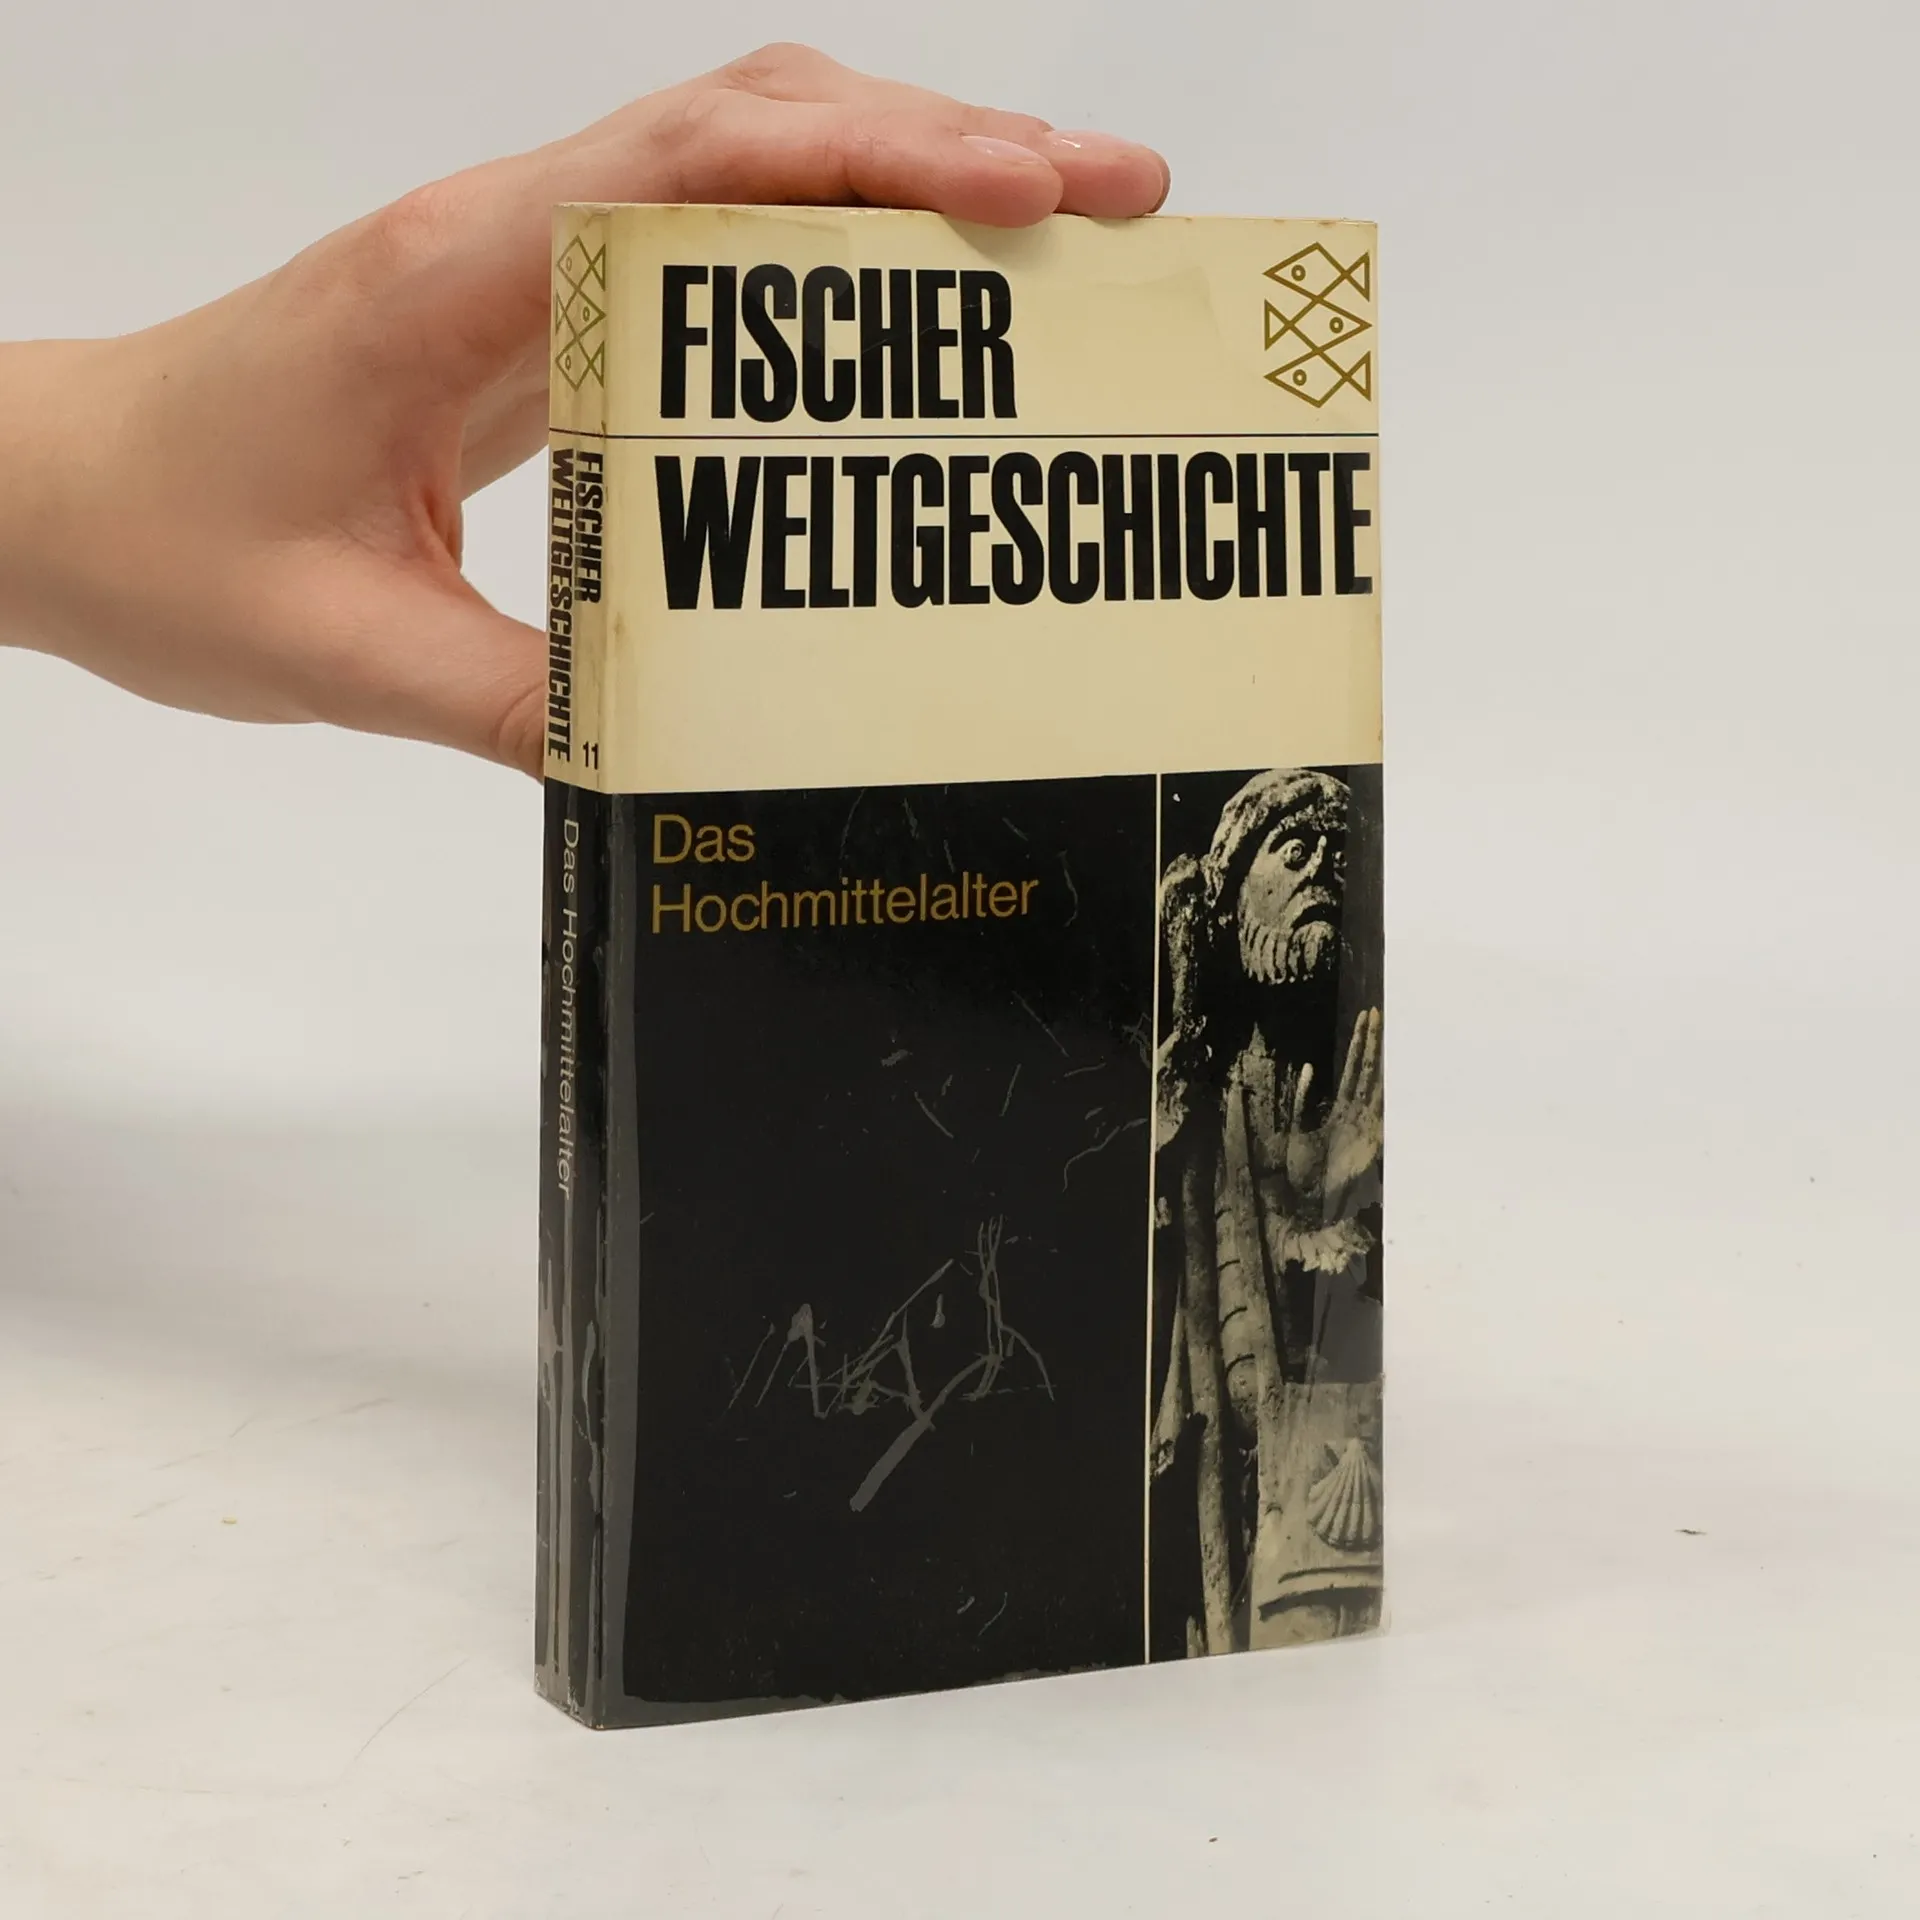 FISCHER
WELTGESCHICHTE
Das
Hochmittelalter
FISCHER
WELTGESCHICHTE 11
Das Hochmittelalter